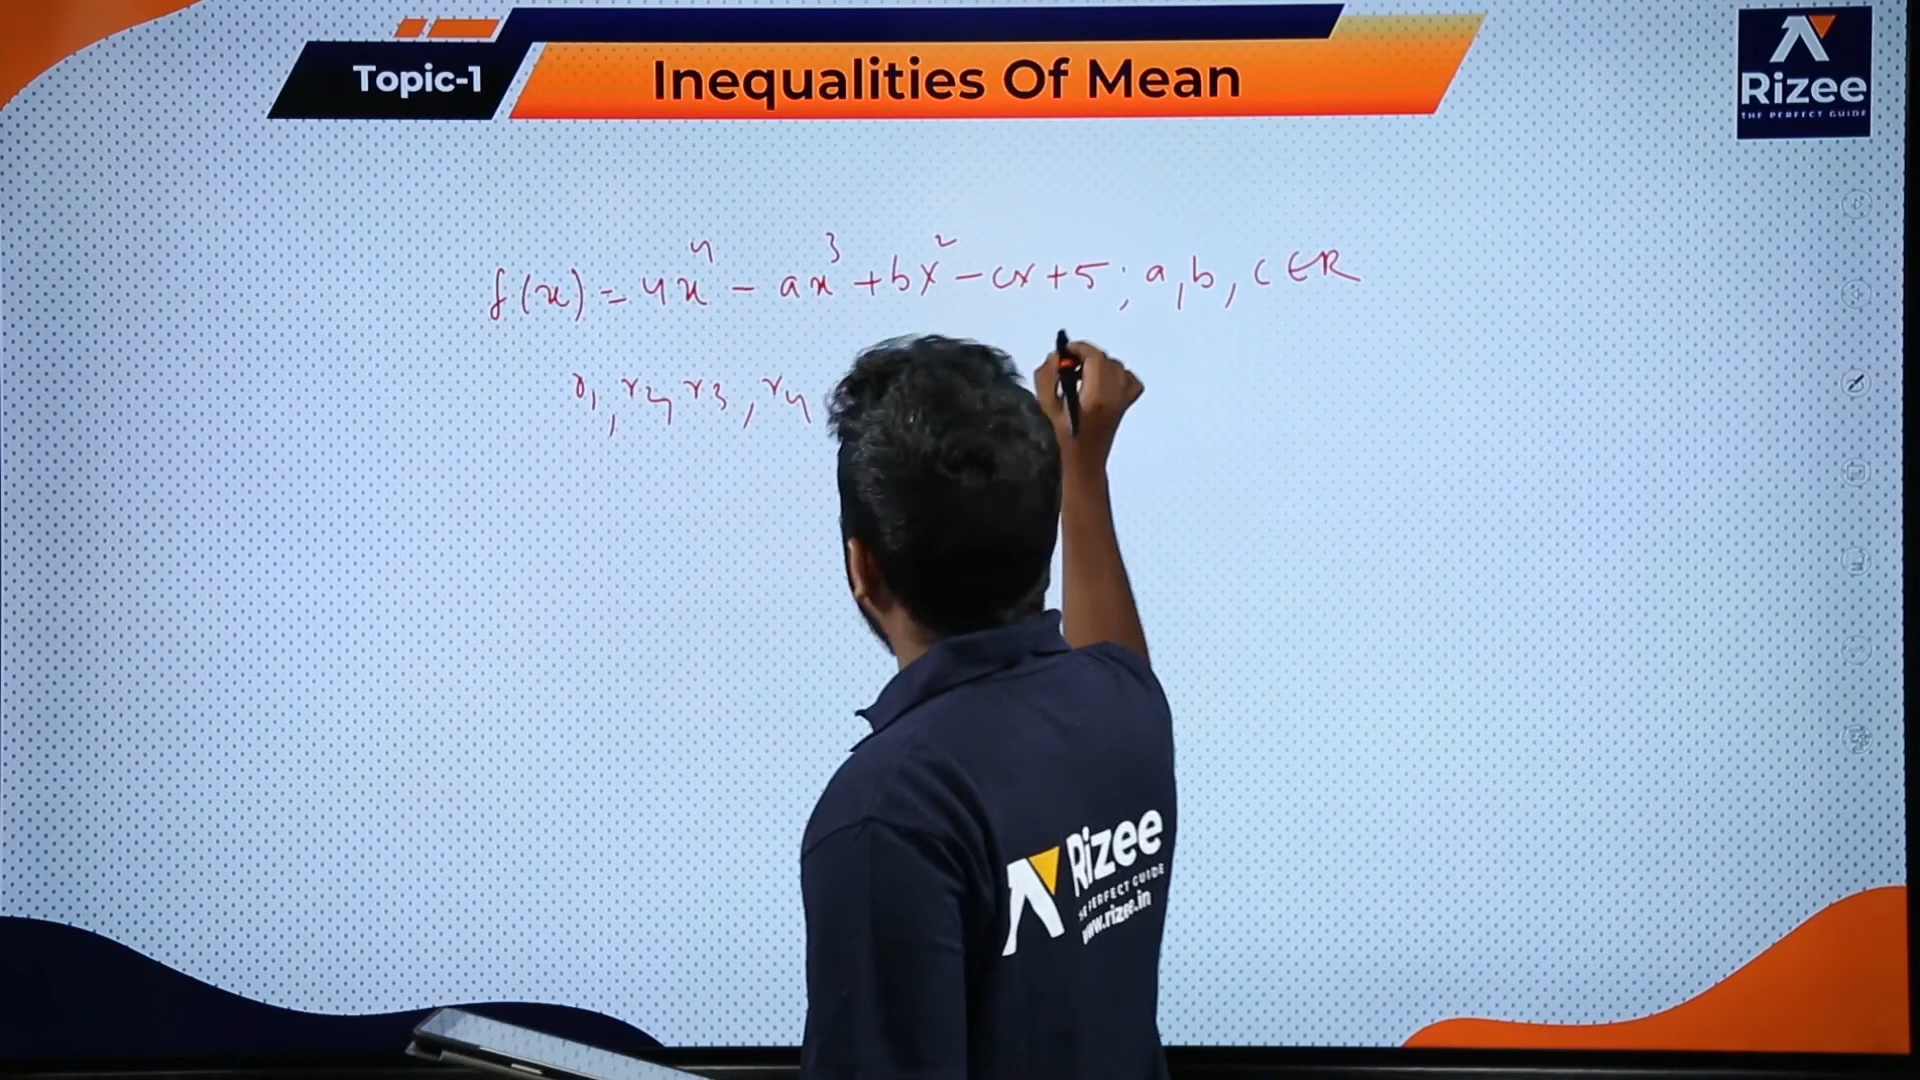 Topic-1
Inequalities Of Mean
Rizee
THE PERFECT GUIDE
f(x) = 4x⁴ - ax³ + bx² - cx + 5 ; a, b, c ∈ R
r₁, r₂, r₃, r₄
Rizee
THE PERFECT GUIDE
www.rizee.in